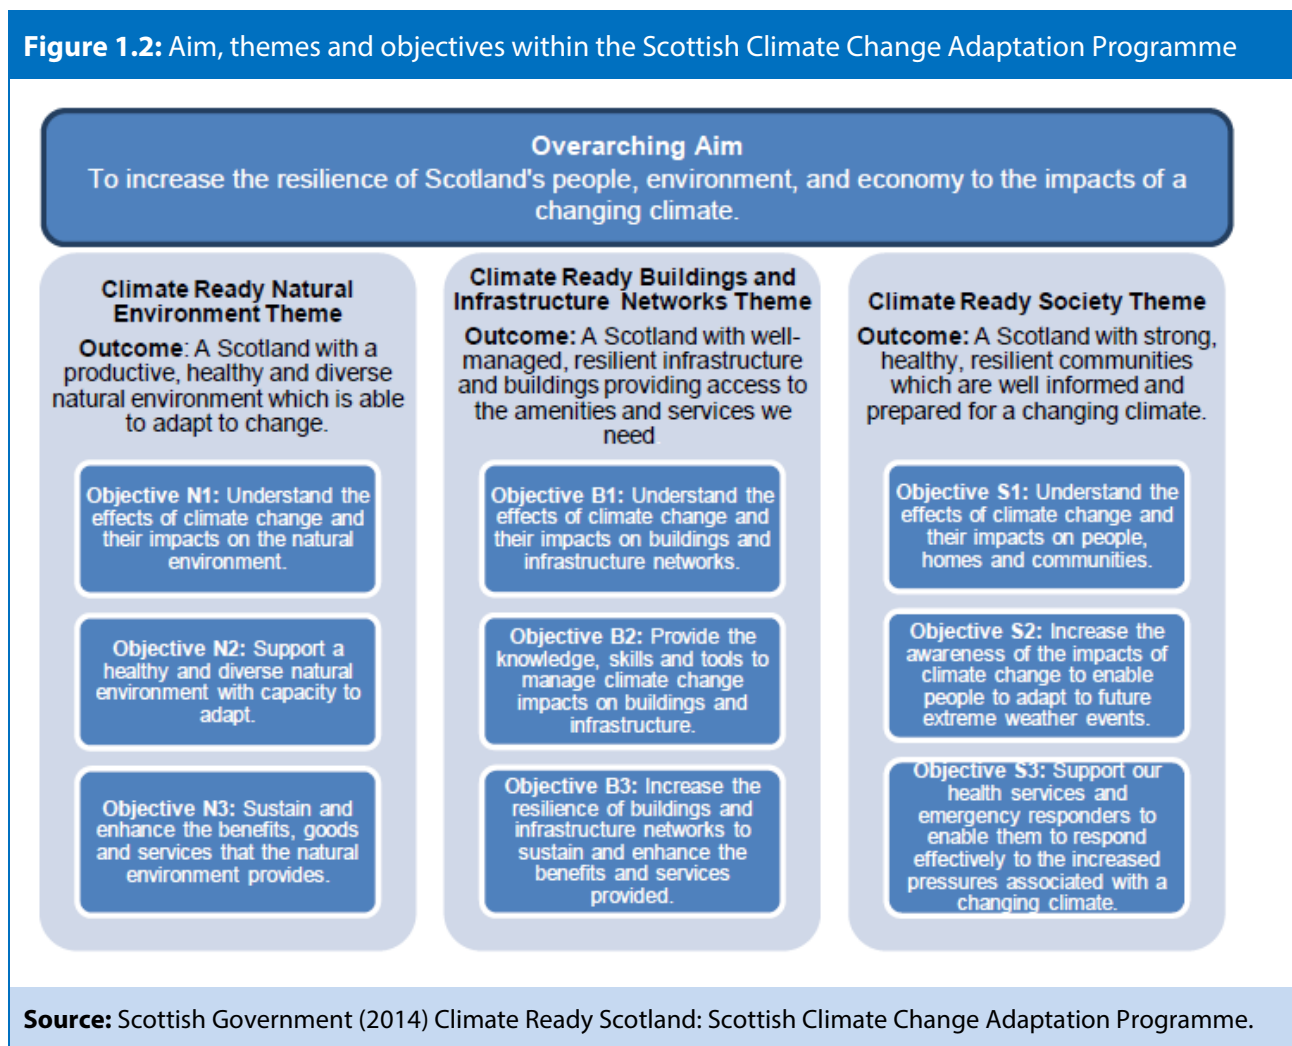 Figure 1.2: Aim, themes and objectives within the Scottish Climate Change Adaptation Programme
Overarching Aim
To increase the resilience of Scotland's people, environment, and economy to the impacts of a
changing climate.
Climate Ready Natural
Environment Theme
Outcome: A Scotland with a
productive, healthy and diverse
natural environment which is able
to adapt to change.
Objective N1: Understand the
effects of climate change and
their impacts on the natural
environment.
Objective N2: Support a
healthy and diverse natural
environment with capacity to
adapt.
Objective N3: Sustain and
enhance the benefits, goods
and services that the natural
environment provides.
Climate Ready Buildings and
Infrastructure Networks Theme
Outcome: A Scotland with well-
managed, resilient infrastructure
and buildings providing access to
the amenities and services we
need.
Objective B1: Understand the
effects of climate change and
their impacts on buildings and
infrastructure networks.
Objective B2: Provide the
knowledge, skills and tools to
manage climate change
impacts on buildings and
infrastructure.
Objective B3: Increase the
resilience of buildings and
infrastructure networks to
sustain and enhance the
benefits and services
provided.
Climate Ready Society Theme
Outcome: A Scotland with strong,
healthy, resilient communities
which are well informed and
prepared for a changing climate.
Objective S1: Understand the
effects of climate change and
their impacts on people,
homes and communities.
Objective S2: Increase the
awareness of the impacts of
climate change to enable
people to adapt to future
extreme weather events.
Objective S3: Support our
health services and
emergency responders to
enable them to respond
effectively to the increased
pressures associated with a
changing climate.
Source: Scottish Government (2014) Climate Ready Scotland: Scottish Climate Change Adaptation Programme.